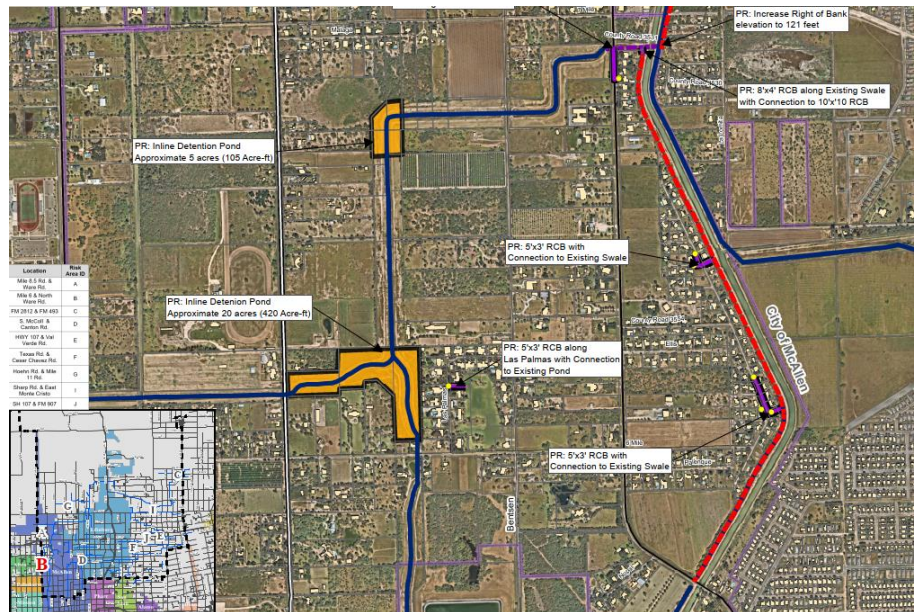 PR: Increase Right of Bank
elevation to 121 feet
PR: 8'x4' RCB along Existing Swale
with Connection to 10'x'10 RCB
PR: Inline Detention Pond
Approximate 5 acres (105 Acre-ft)
PR: 5'x3' RCB with
Connection to Existing Swale
PR: Inline Detenion Pond
Approximate 20 acres (420 Acre-ft)
PR: 5'x3' RCB along
Las Palmas with Connection
to Existing Pond
City of McAllen
PR: 5'x3' RCB with
Connection to Existing Swale
Bentsen
Location Risk
Area ID
Mile 6.5 Rd. &
Ware Rd. A
Mile 6 & North
Ware Rd. B
FM 2812 & FM 493 C
S. McColl &
Canton Rd. D
HWY 107 & Val
Verde Rd. E
Texas Rd. &
Cesar Chavez Rd. F
Hoehn Rd. & Mile
11 Rd. G
Sharp Rd. & East
Monte Cristo I
SH 107 & FM 907 J
C
G
I
A
J E
F
D
B